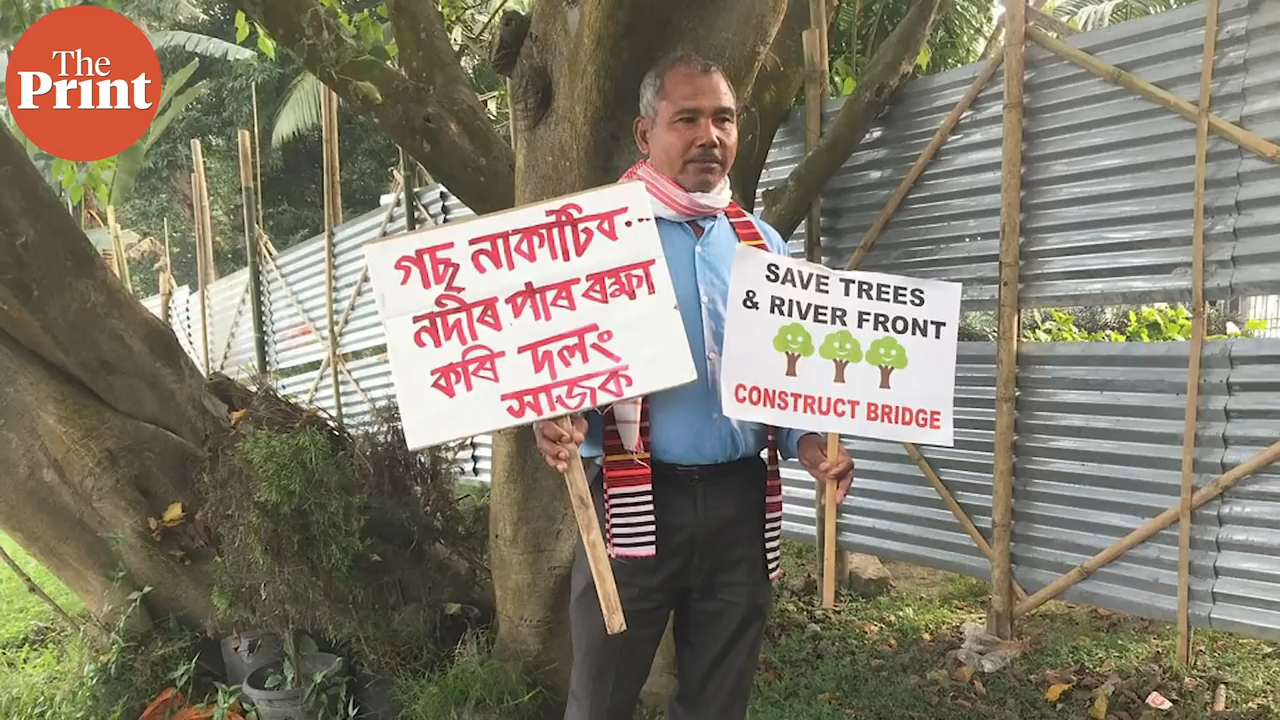 The
Print
গছ নাকাটিব...
নদীৰ পাৰ ৰক্ষা
কৰি দলং
সাজক
SAVE TREES
& RIVER FRONT
CONSTRUCT BRIDGE